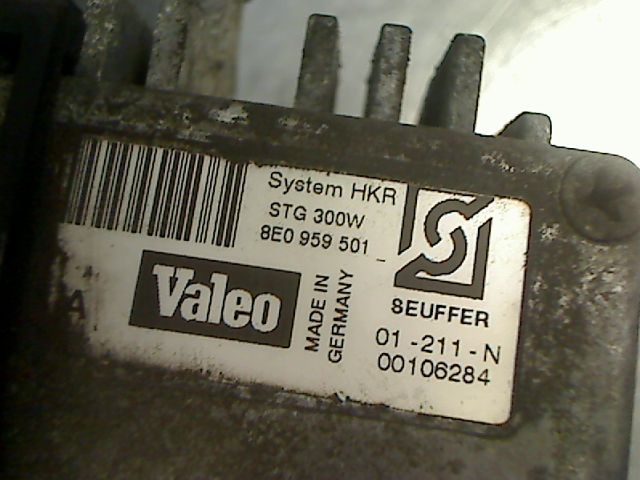 System HKR
STG 300W
8E0 959 501 _
A
Valeo
MADE IN
GERMANY
SEUFFER
01 - 211 - N
00106284